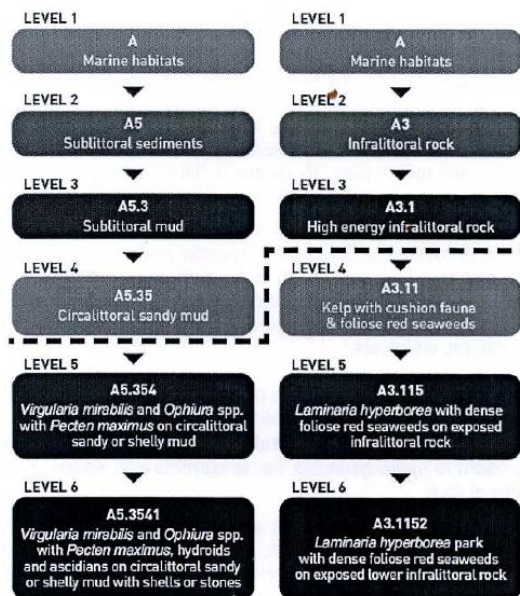 LEVEL 1
A
Marine habitats
LEVEL 2
A5
Sublittoral sediments
LEVEL 3
A5.3
Sublittoral mud
LEVEL 4
A5.35
Circalittoral sandy mud
LEVEL 5
A5.354
Virgularia mirabilis and Ophiura spp.
with Pecten maximus on circalittoral
sandy or shelly mud
LEVEL 6
A5.3541
Virgularia mirabilis and Ophiura spp.
with Pecten maximus, hydroids
and ascidians on circalittoral sandy
or shelly mud with shells or stones
LEVEL 1
A
Marine habitats
LEVEL 2
A3
Infralittoral rock
LEVEL 3
A3.1
High energy infralittoral rock
LEVEL 4
A3.11
Kelp with cushion fauna
& foliose red seaweeds
LEVEL 5
A3.115
Laminaria hyperborea with dense
foliose red seaweeds on exposed
infralittoral rock
LEVEL 6
A3.1152
Laminaria hyperborea park
with dense foliose red seaweeds
on exposed lower infralittoral rock